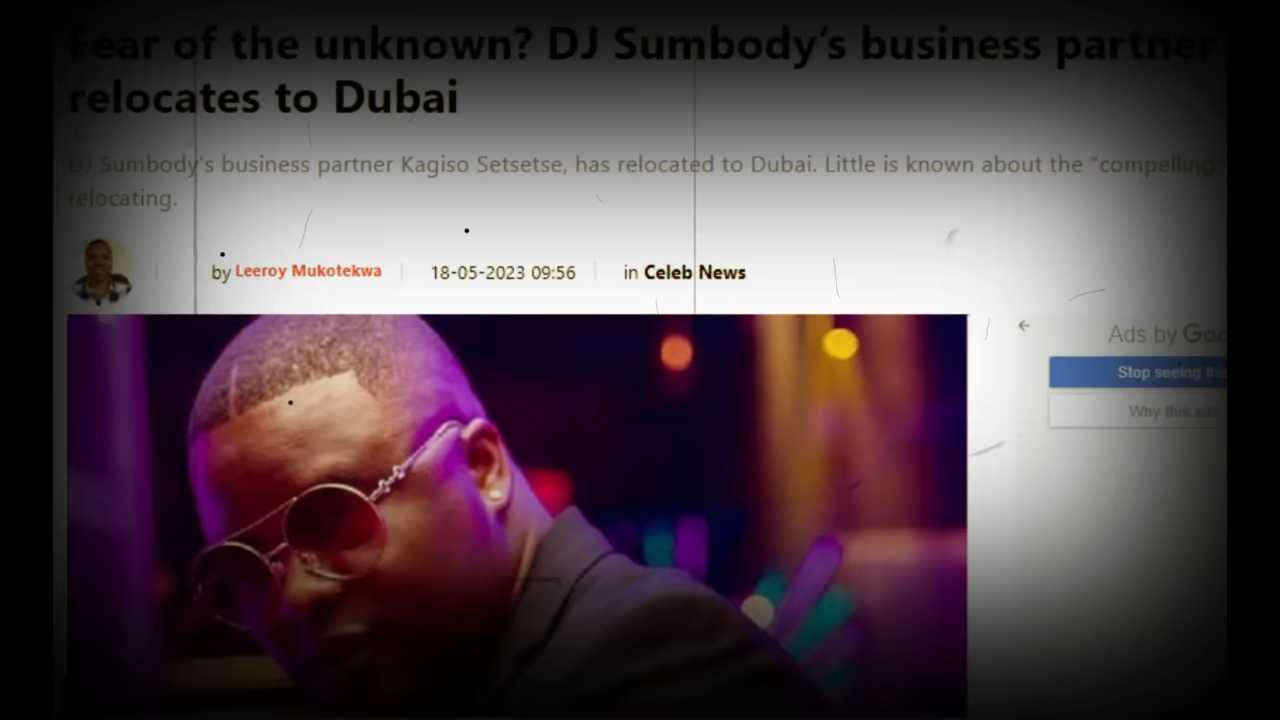 Fear of the unknown? DJ Sumbody's business partner
relocates to Dubai
DJ Sumbody's business partner Kagiso Setsetse, has relocated to Dubai. Little is known about the "compelling"
relocating.
by Leeroy Mukotekwa 18-05-2023 09:56 in Celeb News
Ads by
Stop seeing
Why this